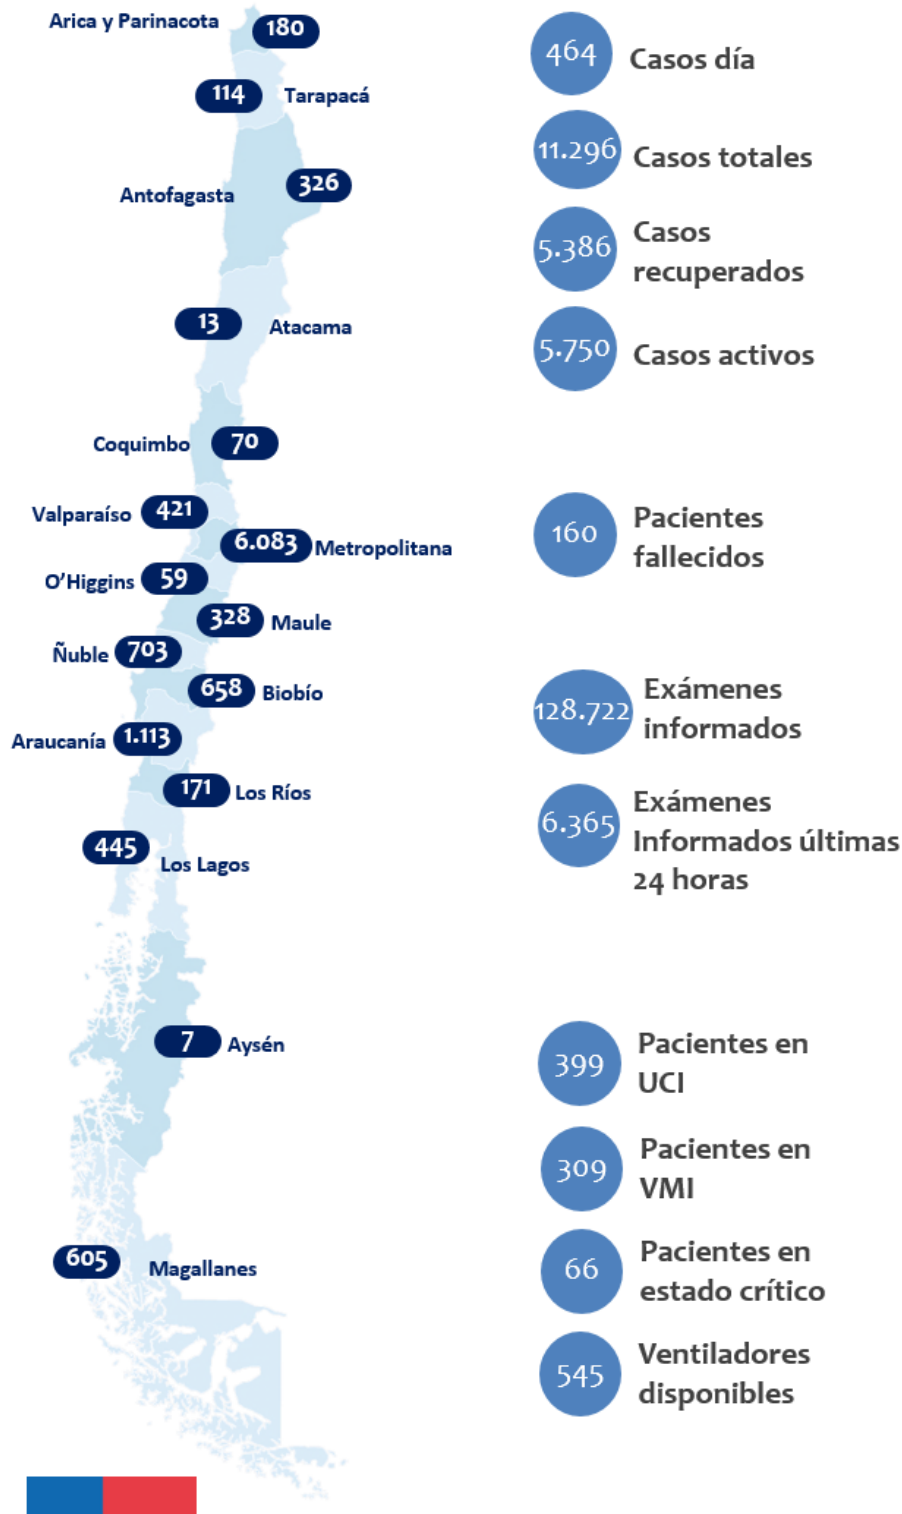 Arica y Parinacota
180
114
Tarapacá
Antofagasta
326
13
Atacama
Coquimbo
70
Valparaíso
421
6.083
Metropolitana
O’Higgins
59
328
Maule
Ñuble
703
658
Biobío
Araucanía
1.113
171
Los Ríos
445
Los Lagos
7
Aysén
605
Magallanes
464
Casos día
11.296
Casos totales
5.386
Casos
recuperados
5.750
Casos activos
160
Pacientes
fallecidos
128.722
Exámenes
informados
6.365
Exámenes
Informados últimas
24 horas
399
Pacientes en
UCI
309
Pacientes en
VMI
66
Pacientes en
estado crítico
545
Ventiladores
disponibles